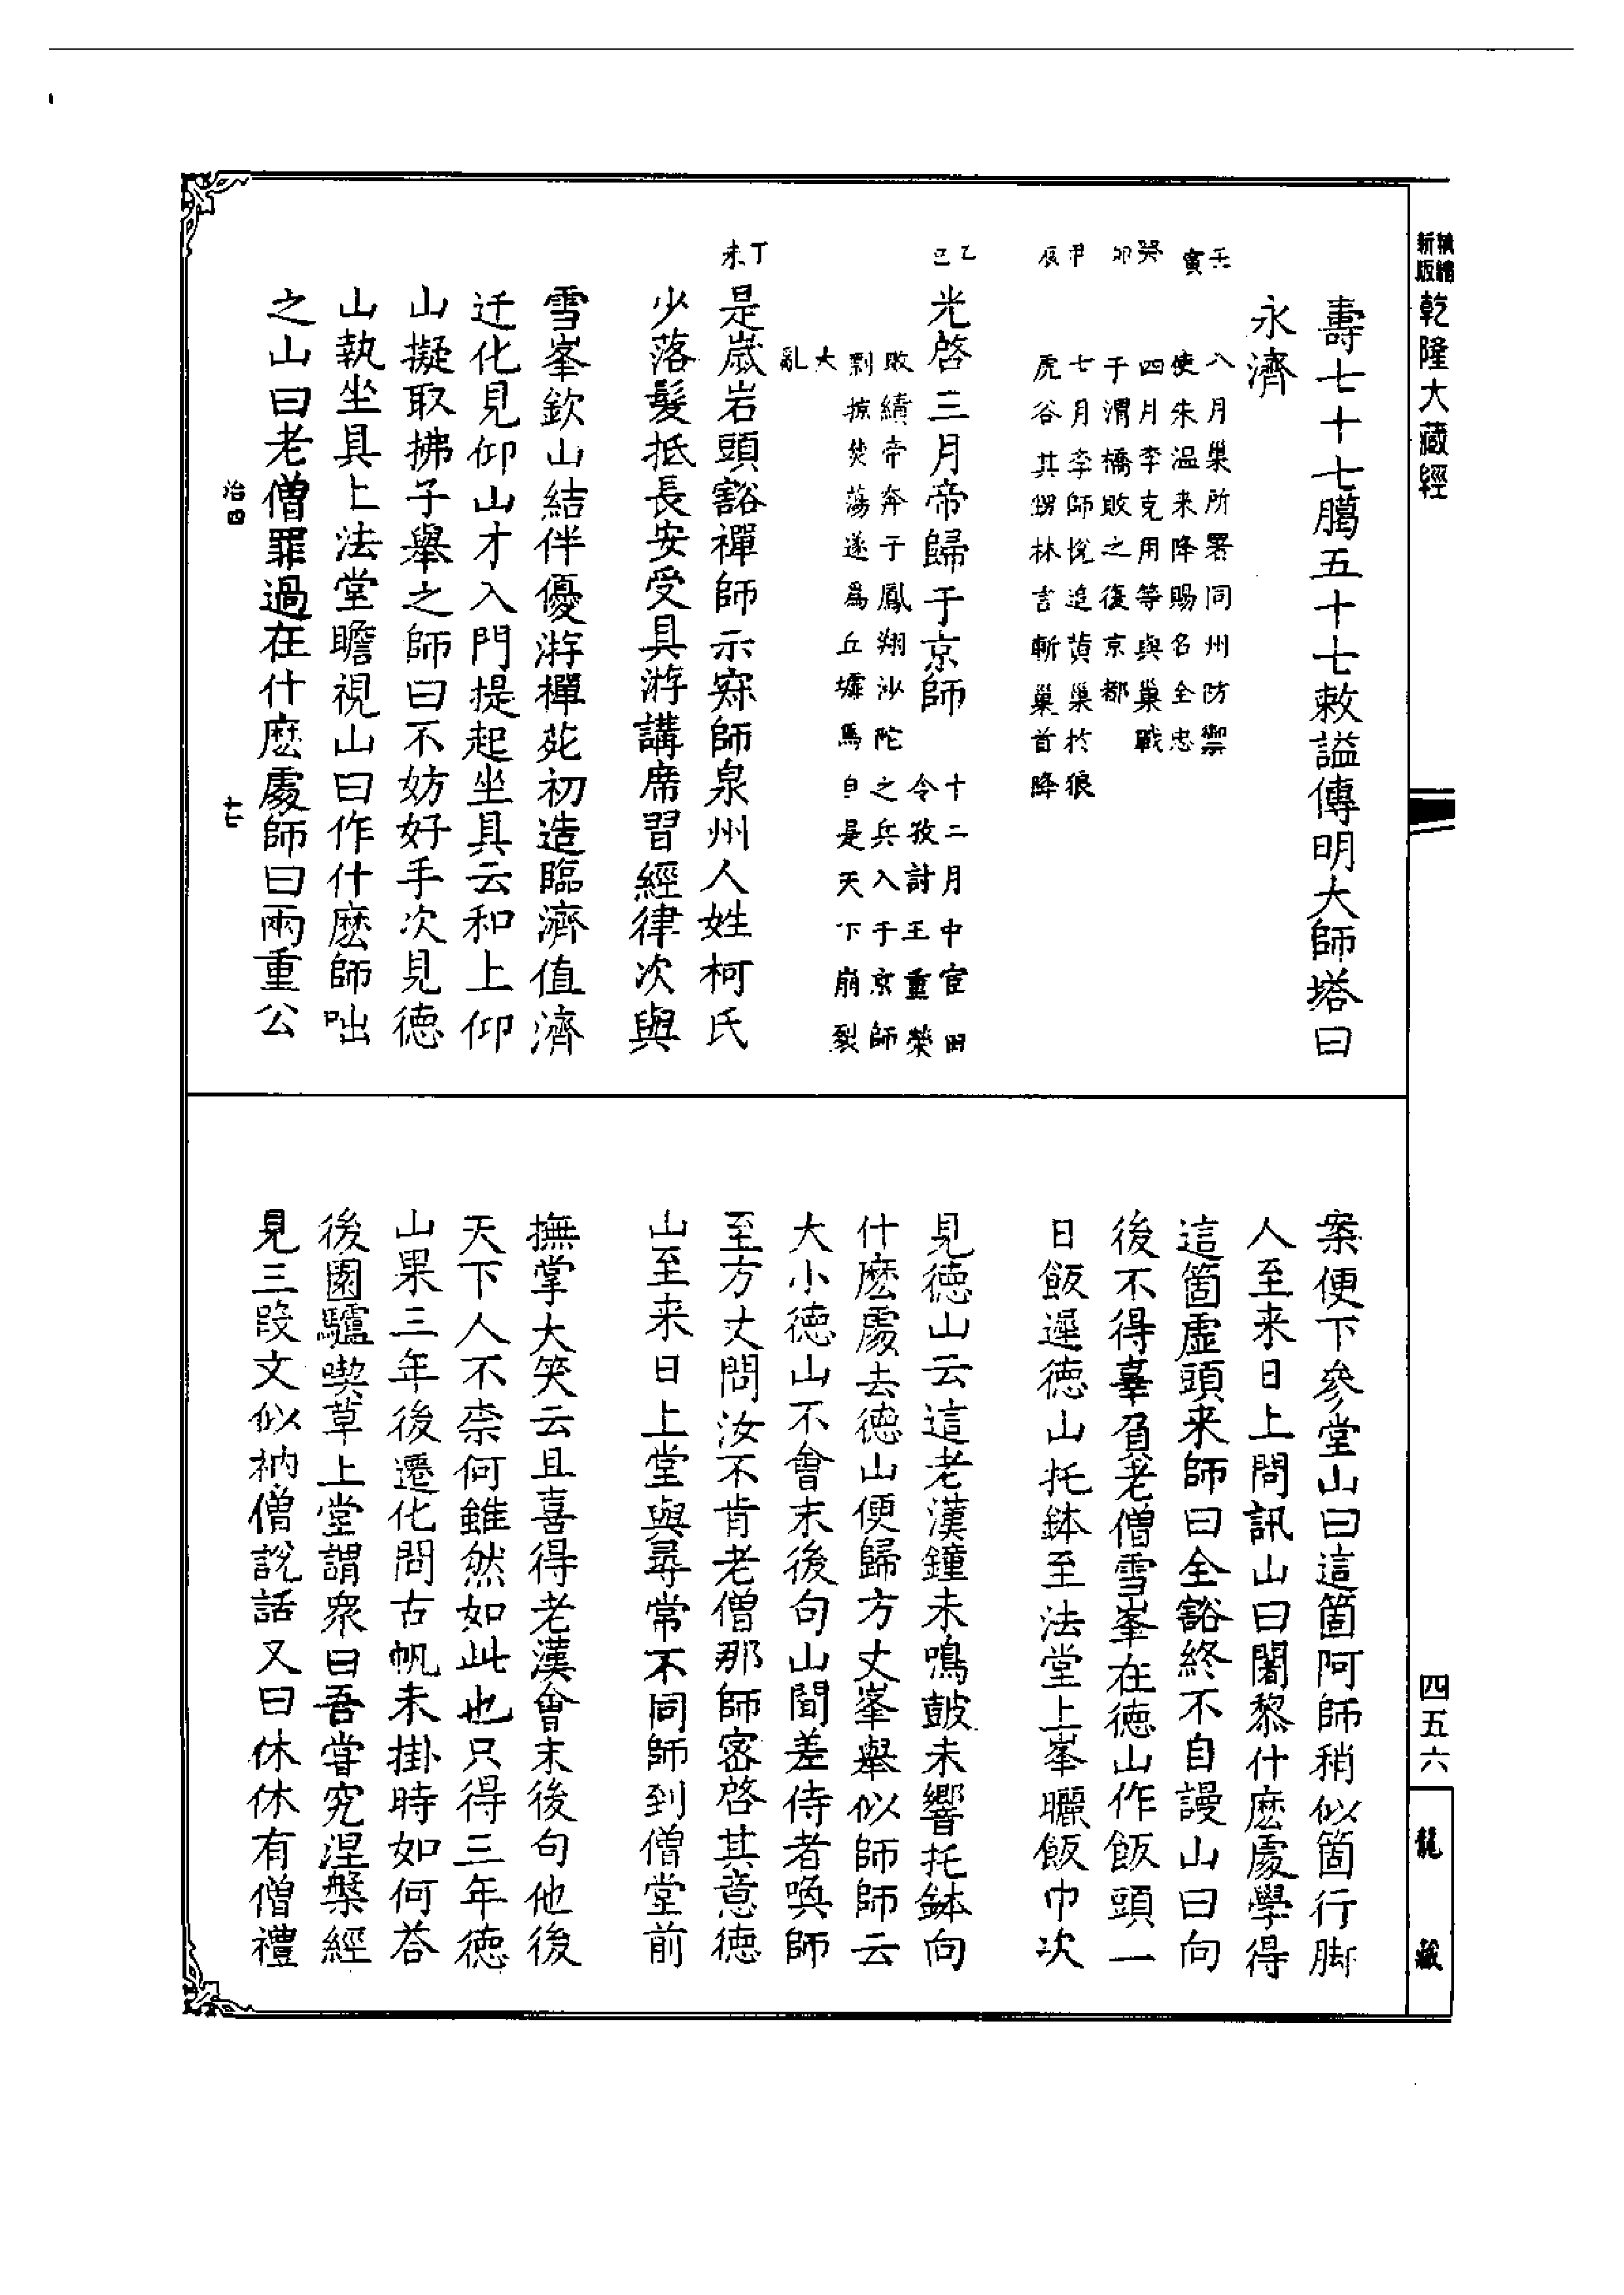 新版 精缮 乾隆大藏經
壽七十七臈五十七敕謚傳明大師塔曰
永濟
壬寅
八月巢所署同州防禦
使朱温来降賜名全忠
癸卯
四月李克用等與巢戰
于渭橋敗之復京都
甲辰
七月李師悅追黄巢於狼
虎谷其甥林言斬巢首降
乙巳
光啓三月帝歸于京師
十二月中官田
令孜討王重榮
敗績帝奔于鳳翔沙陀之兵入于京師
剽掠焚蕩遂爲丘墟焉自是天下崩裂
大
亂
丁未
是嵗岩頭豁禪師示寂師泉州人姓柯氏
少落髮抵長安受具游講席習經律次與
雪峯欽山結伴優游禪苑初造臨濟值濟
迁化見仰山才入門提起坐具云和上仰
山擬取拂子舉之師曰不妨好手次見德
山執坐具上法堂瞻視山曰作什麽師咄
之山曰老僧罪過在什麽處師曰兩重公
治四
十七
案便下參堂山曰這箇阿師稍似箇行脚
人至来日上問訊山曰闍黎什麽處學得
這箇虛頭来師曰全豁終不自謾山曰向
後不得辜負老僧雪峯在德山作飯頭一
日飯遲德山托鉢至法堂上峯曬飯巾次
見德山云這老漢鐘未鳴鼓未響托鉢向
什麽處去德山便歸方丈峯舉似師師云
大小德山不會末後句山聞差侍者喚師
至方丈問汝不肯老僧那師密啓其意德
山至来日上堂與尋常不同師到僧堂前
撫掌大笑云且喜得老漢會末後句他後
天下人不柰何雖然如此也只得三年德
山果三年後遷化問古帆未掛時如何荅
後園驢喫草上堂謂衆曰吾甞究涅槃經
見三段文似衲僧說話又曰休休有僧禮
四五六
龍藏